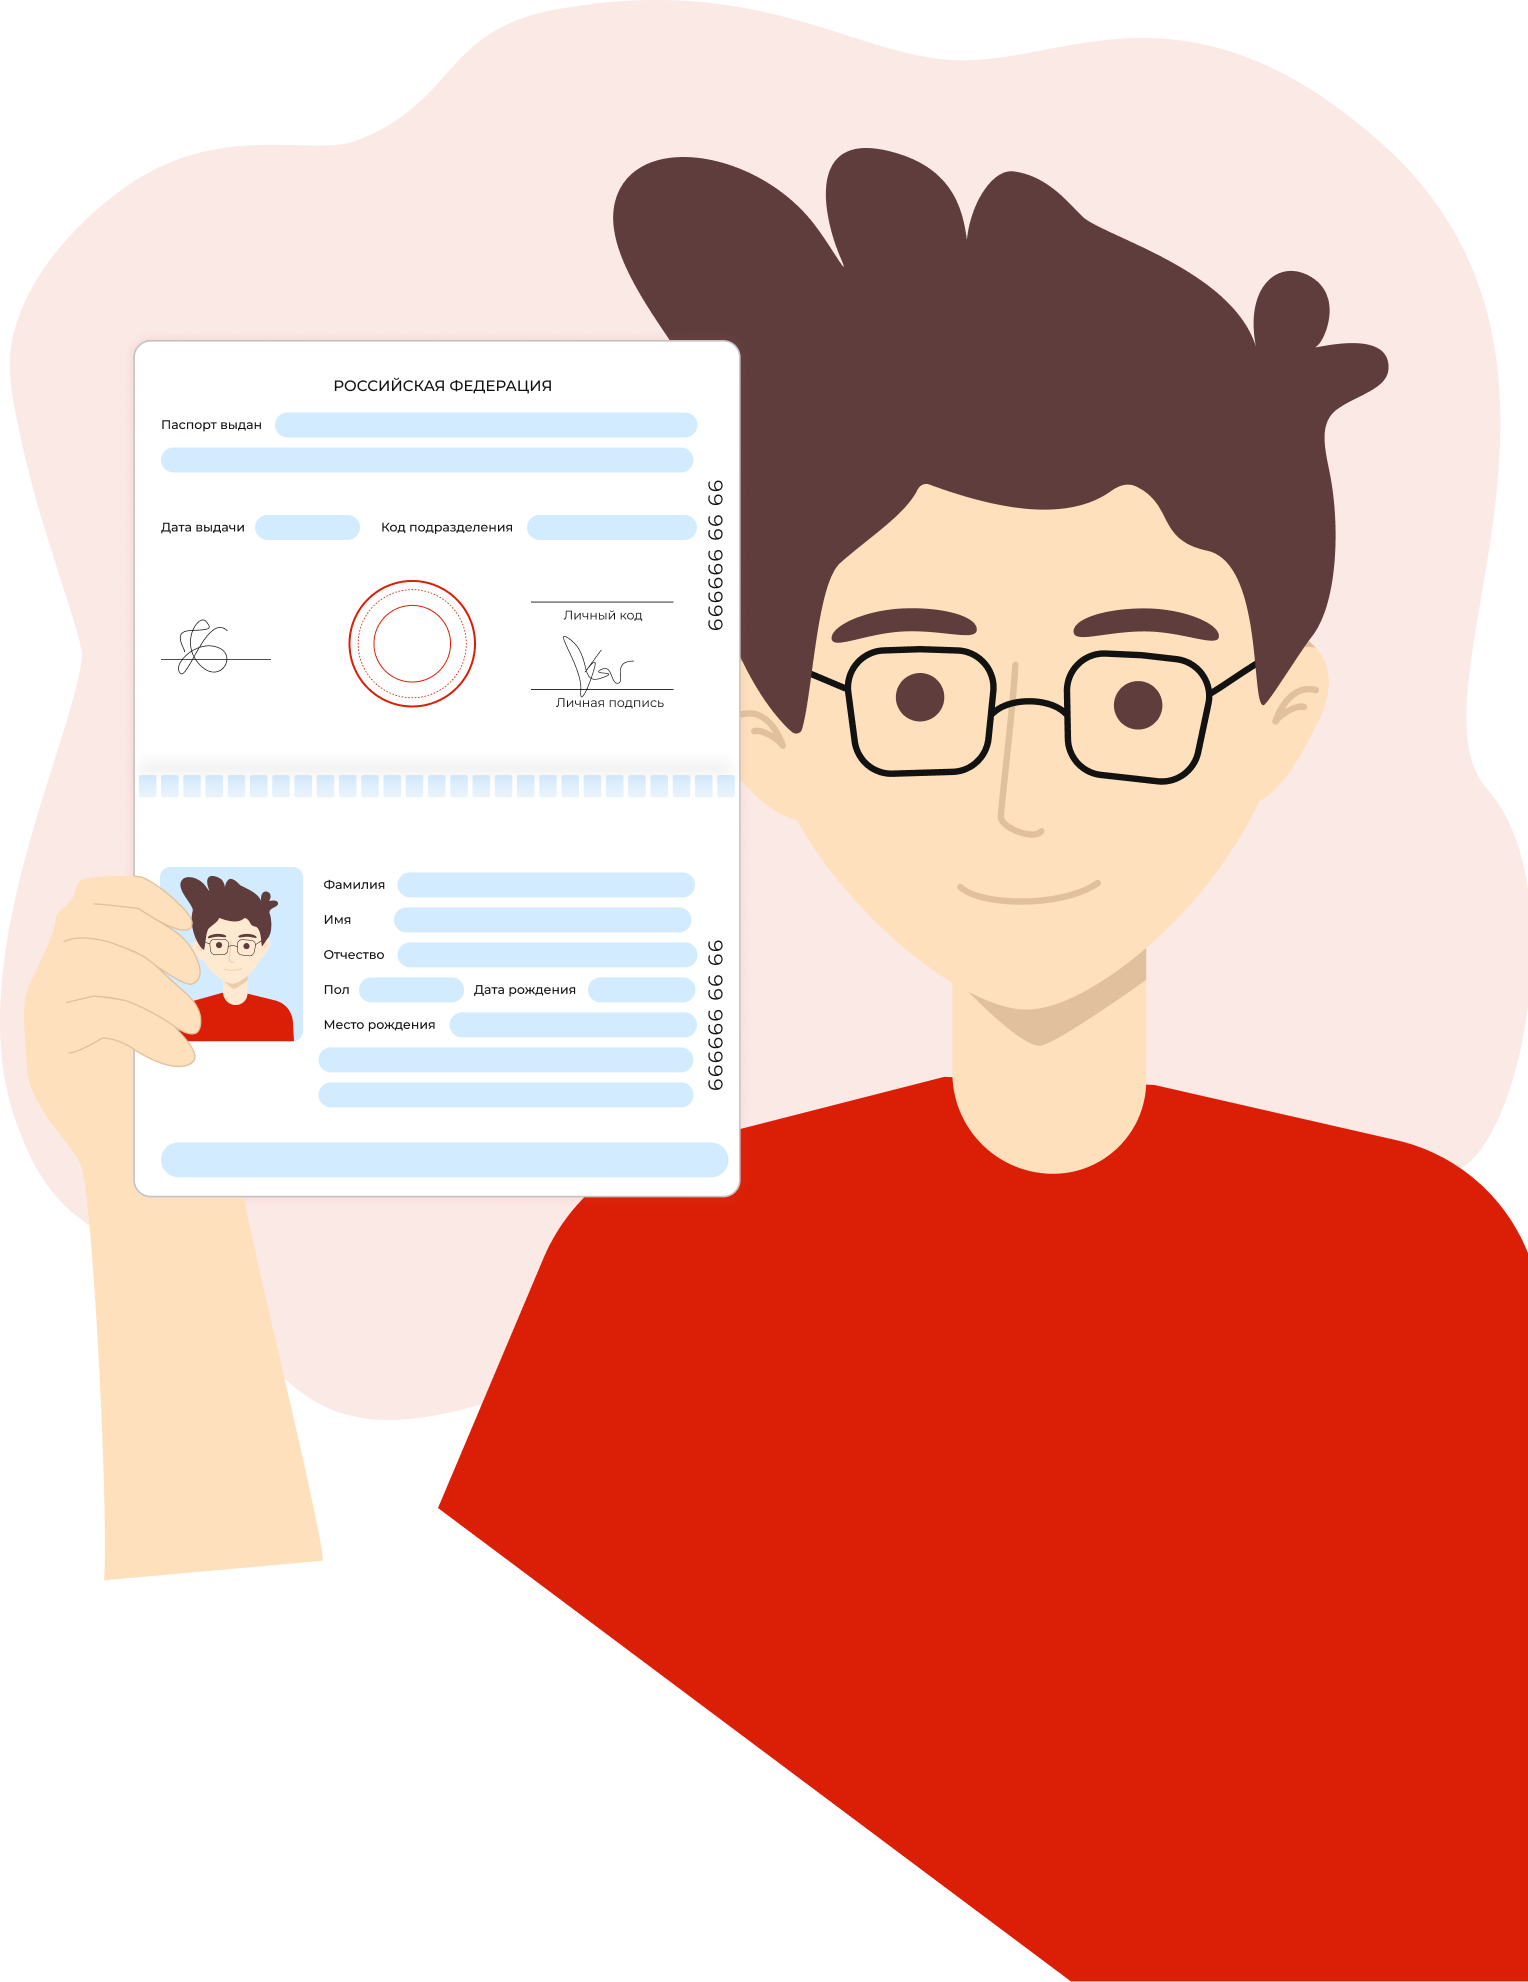 РОССИЙСКАЯ ФЕДЕРАЦИЯ
Паспорт выдан
Дата выдачи Код подразделения
66 66 666666
Личный код
Личная подпись
Фамилия
Имя
Отчество
Пол Дата рождения
Место рождения
66 66 666666